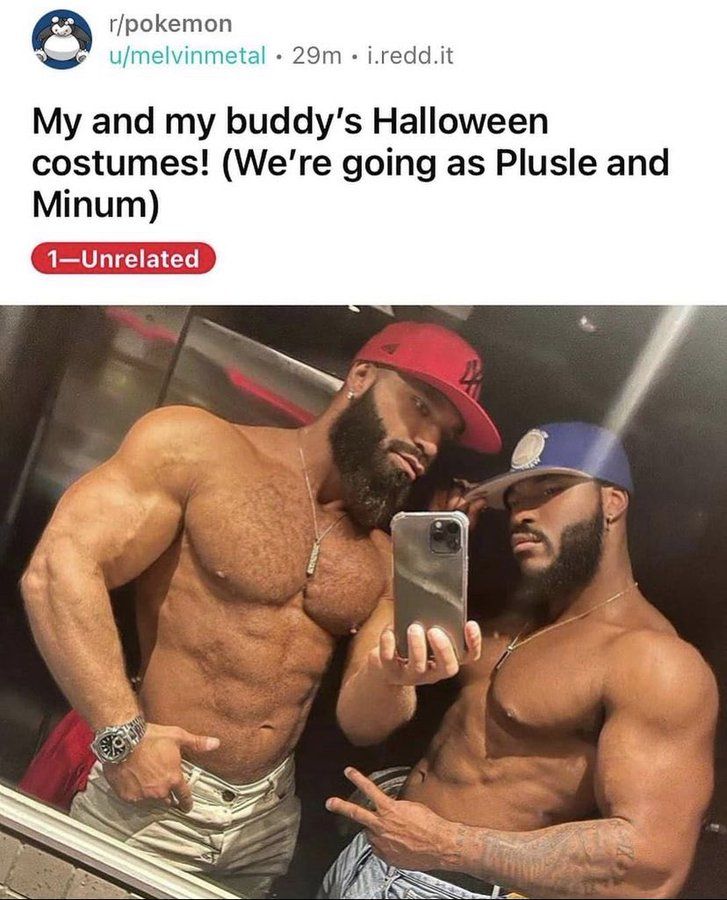 r/pokemon
u/melvinmetal • 29m • i.redd.it
My and my buddy's Halloween
costumes! (We're going as Plusle and
Minum)
1—Unrelated